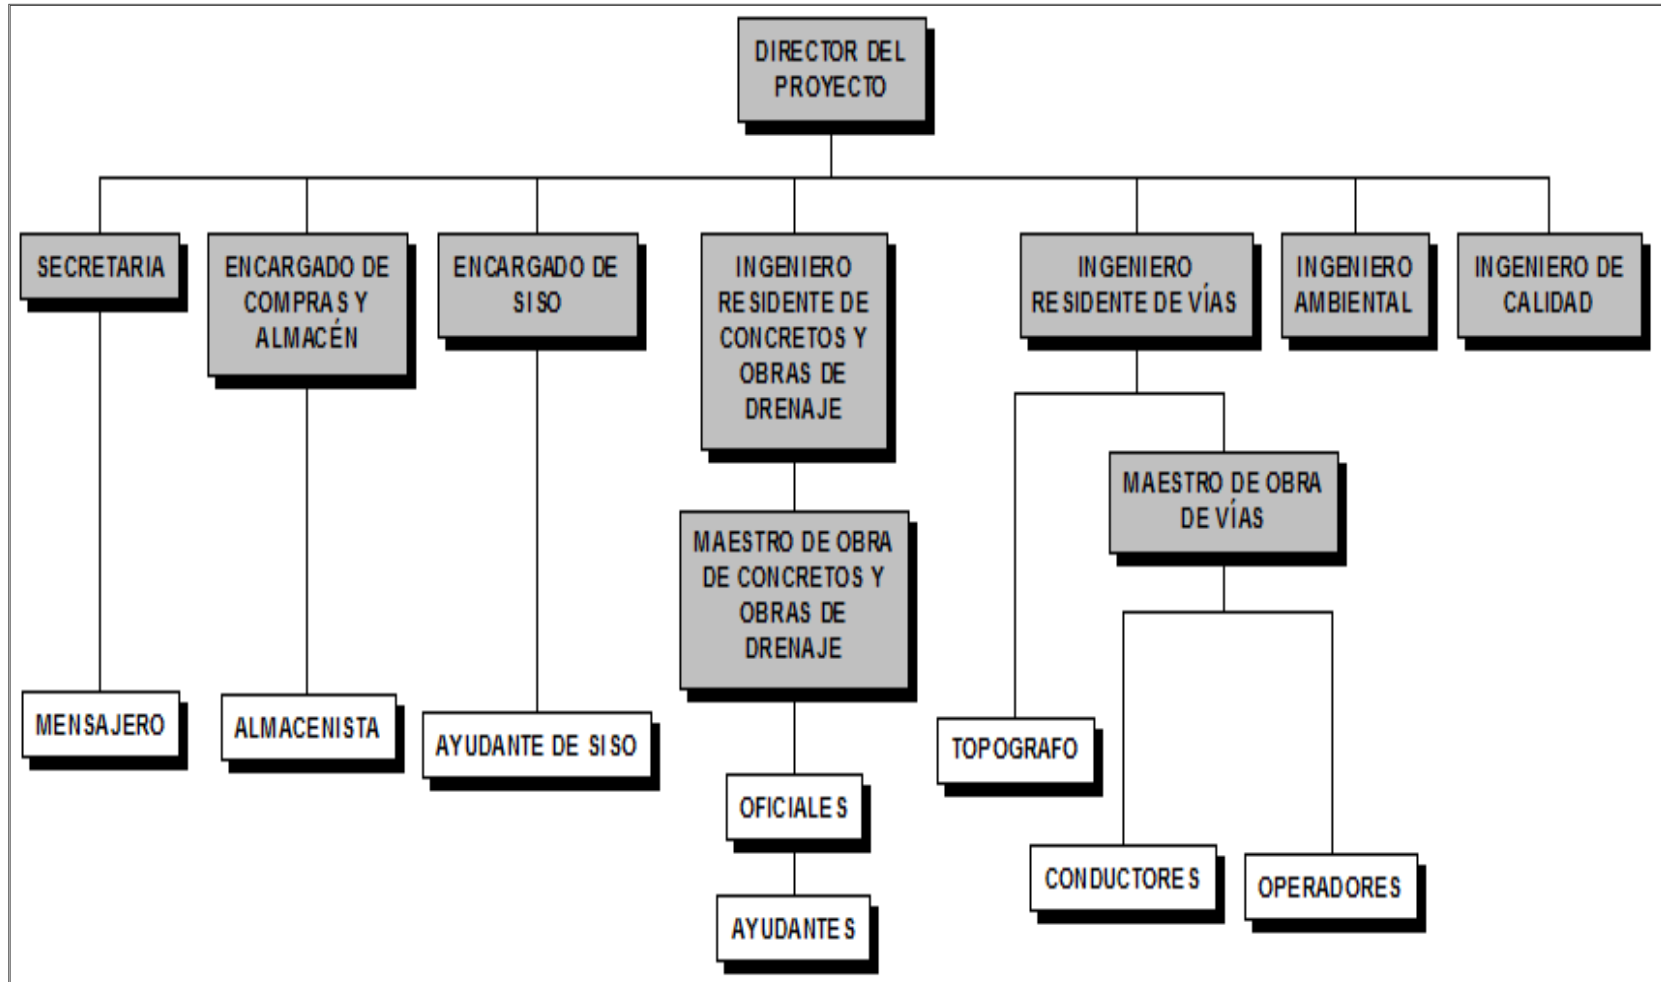 DIRECTOR DEL
PROYECTO
SECRETARIA
ENCARGADO DE
COMPRAS Y
ALMACÉN
ENCARGADO DE
SISO
INGENIERO
RESIDENTE DE
CONCRETOS Y
OBRAS DE
DRENAJE
INGENIERO
RESIDENTE DE VÍAS
INGENIERO
AMBIENTAL
INGENIERO DE
CALIDAD
MAESTRO DE OBRA
DE CONCRETOS Y
OBRAS DE
DRENAJE
MAESTRO DE OBRA
DE VÍAS
MENSAJERO
ALMACENISTA
AYUDANTE DE SISO
TOPOGRAFO
OFICIALES
CONDUCTORES
OPERADORES
AYUDANTES